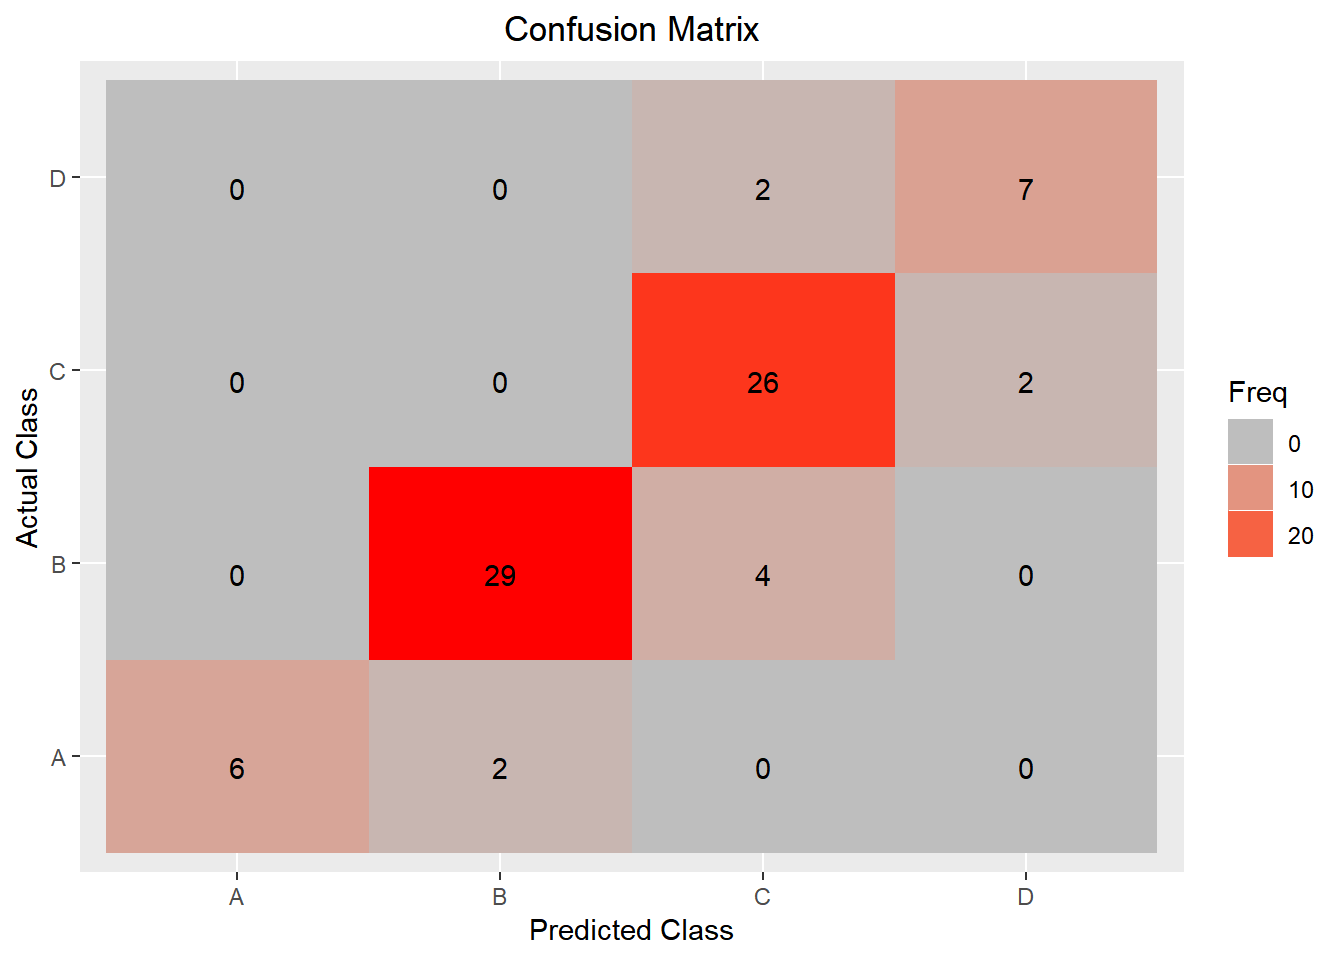 Confusion Matrix
D
0 0 2 7
C
0 0 26 2
B
0 29 4 0
A
6 2 0 0
A B C D
Predicted Class
Actual Class
Freq
0
10
20